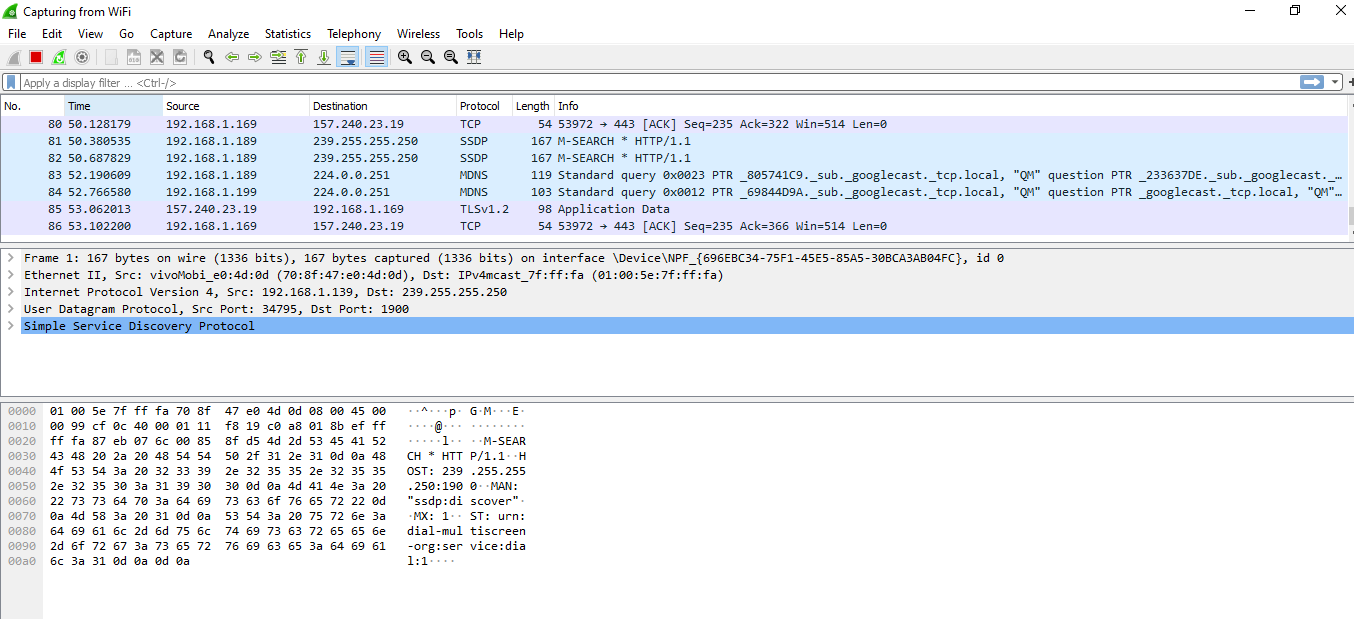 Capturing from WiFi
File Edit View Go Capture Analyze Statistics Telephony Wireless Tools Help
Apply a display filter ... <Ctrl-/>
No. Time Source Destination Protocol Length Info
80 50.128179 192.168.1.169 157.240.23.19 TCP 54 53972 → 443 [ACK] Seq=235 Ack=322 Win=514 Len=0
81 50.380535 192.168.1.189 239.255.255.250 SSDP 167 M-SEARCH * HTTP/1.1
82 50.687829 192.168.1.189 239.255.255.250 SSDP 167 M-SEARCH * HTTP/1.1
83 52.190609 192.168.1.189 224.0.0.251 MDNS 119 Standard query 0x0023 PTR _805741C9._sub._googlecast._tcp.local, "QM" question PTR _233637DE._sub._googlecast._…
84 52.766580 192.168.1.199 224.0.0.251 MDNS 103 Standard query 0x0012 PTR _69844D9A._sub._googlecast._tcp.local, "QM" question PTR _googlecast._tcp.local, "QM"…
85 53.062013 157.240.23.19 192.168.1.169 TLSv1.2 98 Application Data
86 53.102200 192.168.1.169 157.240.23.19 TCP 54 53972 → 443 [ACK] Seq=235 Ack=366 Win=514 Len=0
Frame 1: 167 bytes on wire (1336 bits), 167 bytes captured (1336 bits) on interface \Device\NPF_{696EBC34-75F1-45E5-85A5-30BCA3AB04FC}, id 0
Ethernet II, Src: vivoMobi_e0:4d:0d (70:8f:47:e0:4d:0d), Dst: IPv4mcast_7f:ff:fa (01:00:5e:7f:ff:fa)
Internet Protocol Version 4, Src: 192.168.1.139, Dst: 239.255.255.250
User Datagram Protocol, Src Port: 34795, Dst Port: 1900
Simple Service Discovery Protocol
0000 01 00 5e 7f ff fa 70 8f 47 e0 4d 0d 08 00 45 00 ··^···p· G·M···E·
0010 00 99 cf 0c 40 00 01 11 f8 19 c0 a8 01 8b ef ff ····@··· ········
0020 ff fa 87 eb 07 6c 00 85 8f d5 4d 2d 53 45 41 52 ·····l·· ··M-SEAR
0030 43 48 20 2a 20 48 54 54 50 2f 31 2e 31 0d 0a 48 CH * HTT P/1.1··H
0040 4f 53 54 3a 20 32 33 39 2e 32 35 35 2e 32 35 35 OST: 239 .255.255
0050 2e 32 35 30 3a 31 39 30 30 0d 0a 4d 41 4e 3a 20 .250:190 0··MAN:
0060 22 73 73 64 70 3a 64 69 73 63 6f 76 65 72 22 0d "ssdp:di scover"·
0070 0a 4d 58 3a 20 31 0d 0a 53 54 3a 20 75 72 6e 3a ·MX: 1·· ST: urn:
0080 64 69 61 6c 2d 6d 75 6c 74 69 73 63 72 65 65 6e dial-mul tiscreen
0090 2d 6f 72 67 3a 73 65 72 76 69 63 65 3a 64 69 61 -org:ser vice:dia
00a0 6c 3a 31 0d 0a 0d 0a l:1····